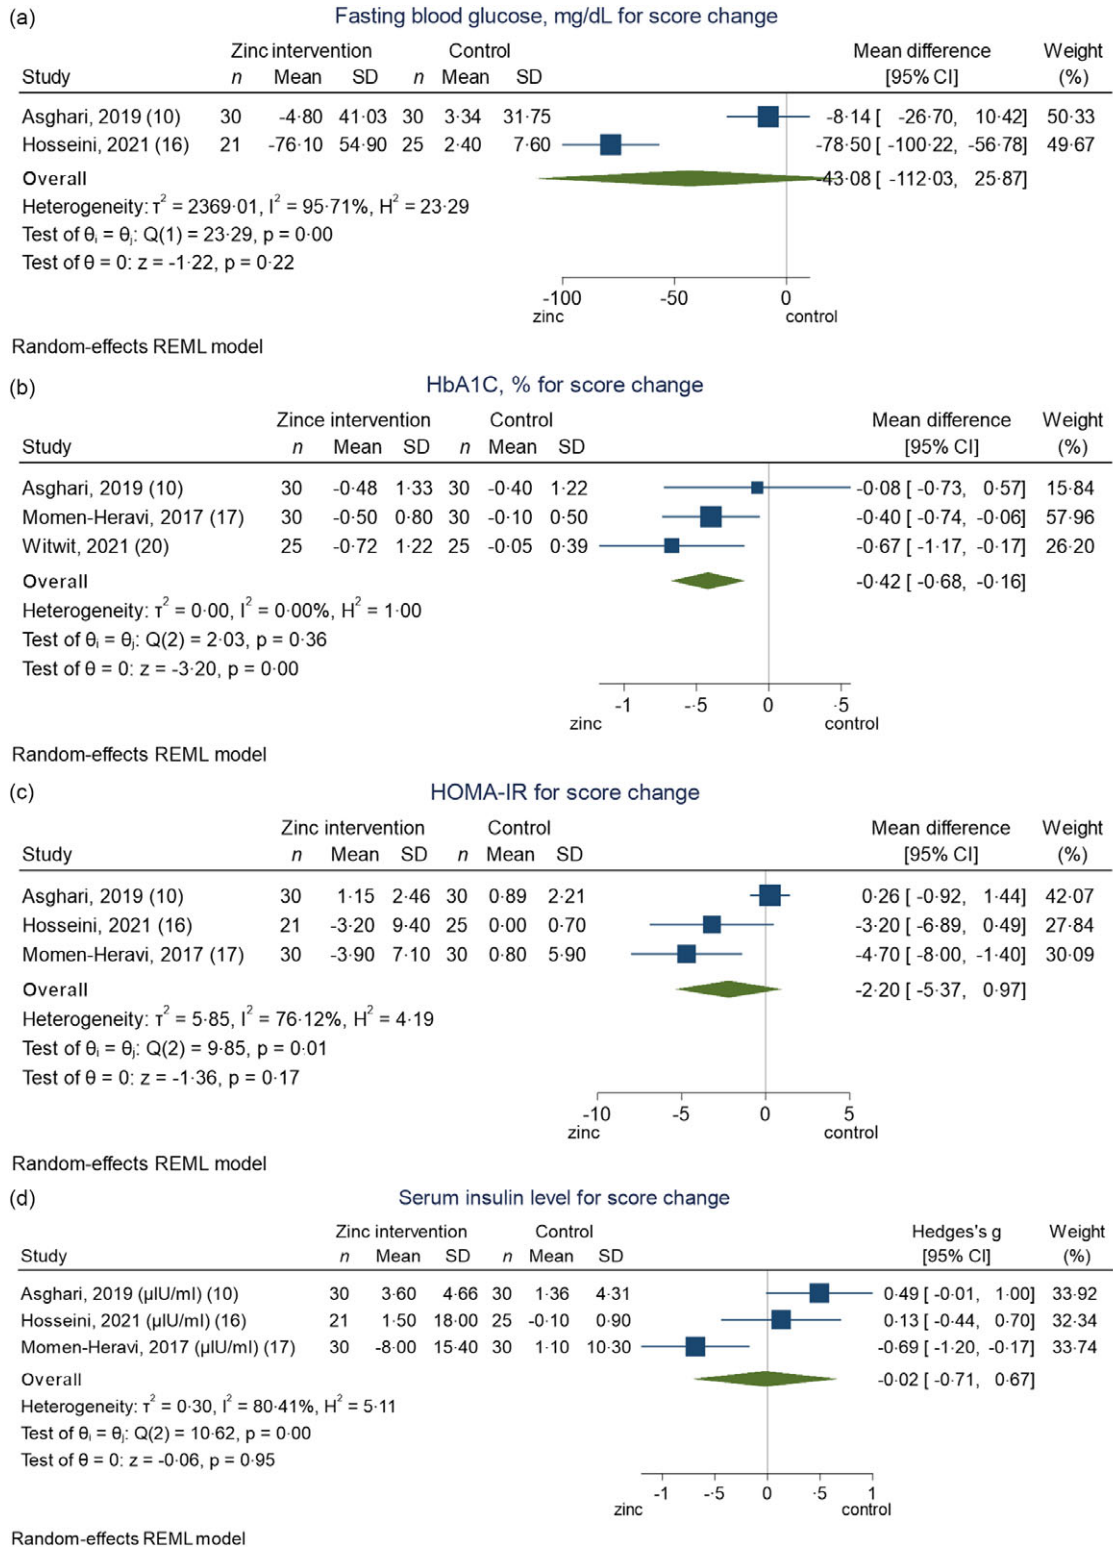 (a)
Fasting blood glucose, mg/dL for score change
Zinc intervention Control Mean difference Weight
Study n Mean SD n Mean SD [95% CI] (%)
Asghari, 2019 (10) 30 -4·80 41·03 30 3·34 31·75 -8·14 [ -26·70, 10·42] 50·33
Hosseini, 2021 (16) 21 -76·10 54·90 25 2·40 7·60 -78·50 [ -100·22, -56·78] 49·67
Overall -43·08 [ -112·03, 25·87]
Heterogeneity: τ² = 2369·01, I² = 95·71%, H² = 23·29
Test of θᵢ = θⱼ: Q(1) = 23·29, p = 0·00
Test of θ = 0: z = -1·22, p = 0·22
-100 -50 0
zinc control
Random-effects REML model
(b)
HbA1C, % for score change
Zince intervention Control Mean difference Weight
Study n Mean SD n Mean SD [95% CI] (%)
Asghari, 2019 (10) 30 -0·48 1·33 30 -0·40 1·22 -0·08 [ -0·73, 0·57] 15·84
Momen-Heravi, 2017 (17) 30 -0·50 0·80 30 -0·10 0·50 -0·40 [ -0·74, -0·06] 57·96
Witwit, 2021 (20) 25 -0·72 1·22 25 -0·05 0·39 -0·67 [ -1·17, -0·17] 26·20
Overall -0·42 [ -0·68, -0·16]
Heterogeneity: τ² = 0·00, I² = 0·00%, H² = 1·00
Test of θᵢ = θⱼ: Q(2) = 2·03, p = 0·36
Test of θ = 0: z = -3·20, p = 0·00
-1 -·5 0 ·5
zinc control
Random-effects REML model
(c)
HOMA-IR for score change
Zinc intervention Control Mean difference Weight
Study n Mean SD n Mean SD [95% CI] (%)
Asghari, 2019 (10) 30 1·15 2·46 30 0·89 2·21 0·26 [ -0·92, 1·44] 42·07
Hosseini, 2021 (16) 21 -3·20 9·40 25 0·00 0·70 -3·20 [ -6·89, 0·49] 27·84
Momen-Heravi, 2017 (17) 30 -3·90 7·10 30 0·80 5·90 -4·70 [ -8·00, -1·40] 30·09
Overall -2·20 [ -5·37, 0·97]
Heterogeneity: τ² = 5·85, I² = 76·12%, H² = 4·19
Test of θᵢ = θⱼ: Q(2) = 9·85, p = 0·01
Test of θ = 0: z = -1·36, p = 0·17
-10 -5 0 5
zinc control
Random-effects REML model
(d)
Serum insulin level for score change
Zinc intervention Control Hedges's g Weight
Study n Mean SD n Mean SD [95% CI] (%)
Asghari, 2019 (µIU/ml) (10) 30 3·60 4·66 30 1·36 4·31 0·49 [ -0·01, 1·00] 33·92
Hosseini, 2021 (µIU/ml) (16) 21 1·50 18·00 25 -0·10 0·90 0·13 [ -0·44, 0·70] 32·34
Momen-Heravi, 2017 (µIU/ml) (17) 30 -8·00 15·40 30 1·10 10·30 -0·69 [ -1·20, -0·17] 33·74
Overall -0·02 [ -0·71, 0·67]
Heterogeneity: τ² = 0·30, I² = 80·41%, H² = 5·11
Test of θᵢ = θⱼ: Q(2) = 10·62, p = 0·00
Test of θ = 0: z = -0·06, p = 0·95
-1 -·5 0 ·5 1
zinc control
Random-effects REML model